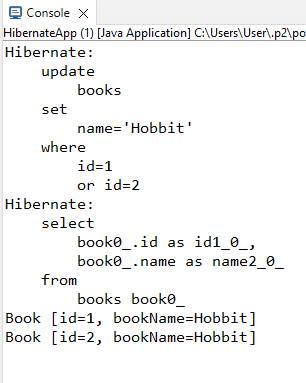 Console
HibernateApp (1) [Java Application] C:\Users\User\.p2\po
Hibernate:
    update
        books
    set
        name='Hobbit'
    where
        id=1
        or id=2
Hibernate:
    select
        book0_.id as id1_0_,
        book0_.name as name2_0_
    from
        books book0_
Book [id=1, bookName=Hobbit]
Book [id=2, bookName=Hobbit]